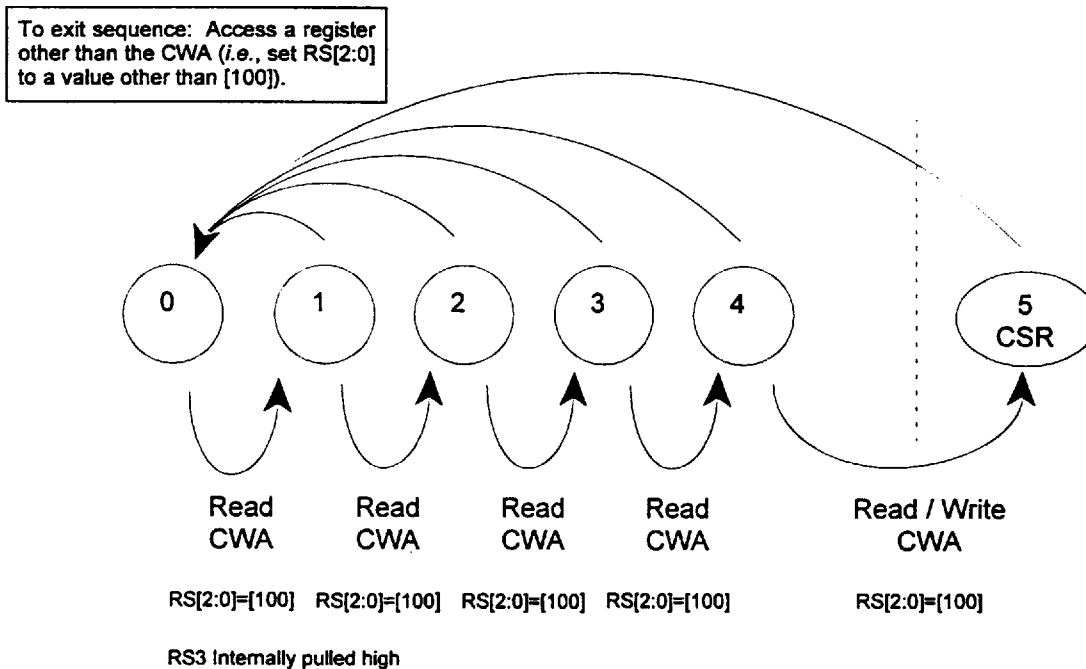 To exit sequence: Access a register
other than the CWA (i.e., set RS[2:0]
to a value other than [100]).
0
1
2
3
4
5
CSR
Read
CWA
Read
CWA
Read
CWA
Read
CWA
Read / Write
CWA
RS[2:0]=[100]
RS[2:0]=[100]
RS[2:0]=[100]
RS[2:0]=[100]
RS[2:0]=[100]
RS3 Internally pulled high